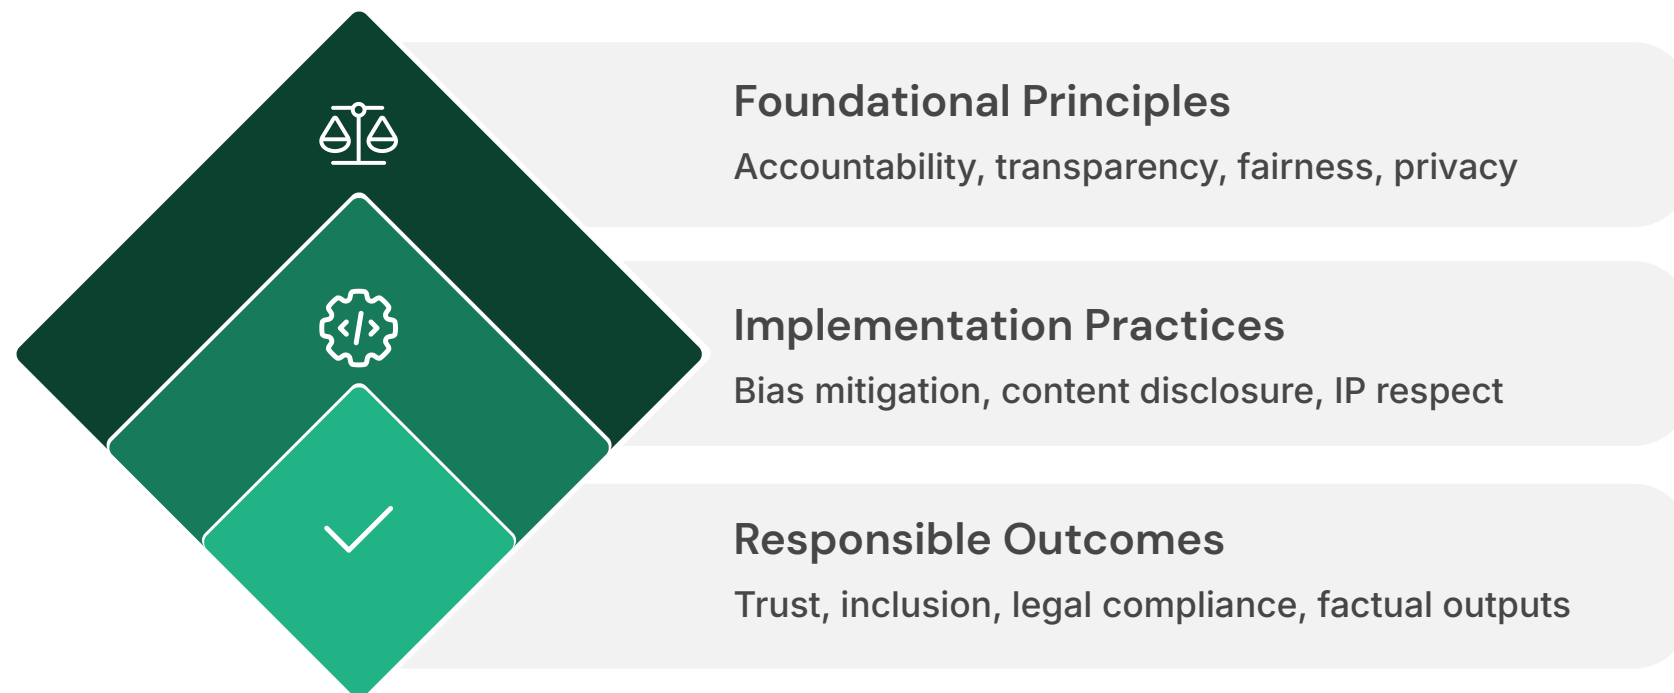 Foundational Principles
Accountability, transparency, fairness, privacy
Implementation Practices
Bias mitigation, content disclosure, IP respect
Responsible Outcomes
Trust, inclusion, legal compliance, factual outputs